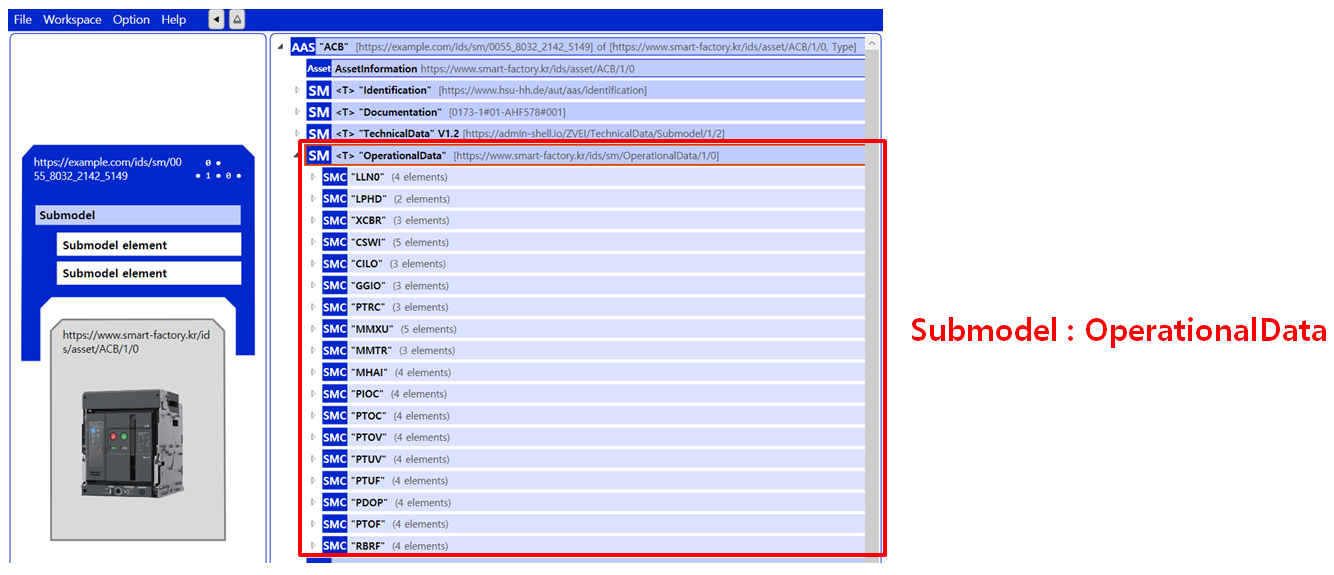 File Workspace Option Help
https://example.com/ids/sm/00
55_8032_2142_5149
0
1 0
Submodel
Submodel element
Submodel element
https://www.smart-factory.kr/id
s/asset/ACB/1/0
AAS "ACB" [https://example.com/ids/sm/0055_8032_2142_5149] of [https://www.smart-factory.kr/ids/asset/ACB/1/0, Type]
Asset AssetInformation https://www.smart-factory.kr/ids/asset/ACB/1/0
SM <T> "Identification" [https://www.hsu-hh.de/aut/aas/identification]
SM <T> "Documentation" [0173-1#01-AHF578#001]
SM <T> "TechnicalData" V1.2 [https://admin-shell.io/ZVEI/TechnicalData/Submodel/1/2]
SM <T> "OperationalData" [https://www.smart-factory.kr/ids/sm/OperationalData/1/0]
SMC "LLN0" (4 elements)
SMC "LPHD" (2 elements)
SMC "XCBR" (3 elements)
SMC "CSWI" (5 elements)
SMC "CILO" (3 elements)
SMC "GGIO" (3 elements)
SMC "PTRC" (3 elements)
SMC "MMXU" (5 elements)
SMC "MMTR" (3 elements)
SMC "MHAI" (4 elements)
SMC "PIOC" (4 elements)
SMC "PTOC" (4 elements)
SMC "PTOV" (4 elements)
SMC "PTUV" (4 elements)
SMC "PTUF" (4 elements)
SMC "PDOP" (4 elements)
SMC "PTOF" (4 elements)
SMC "RBRF" (4 elements)
Submodel : OperationalData